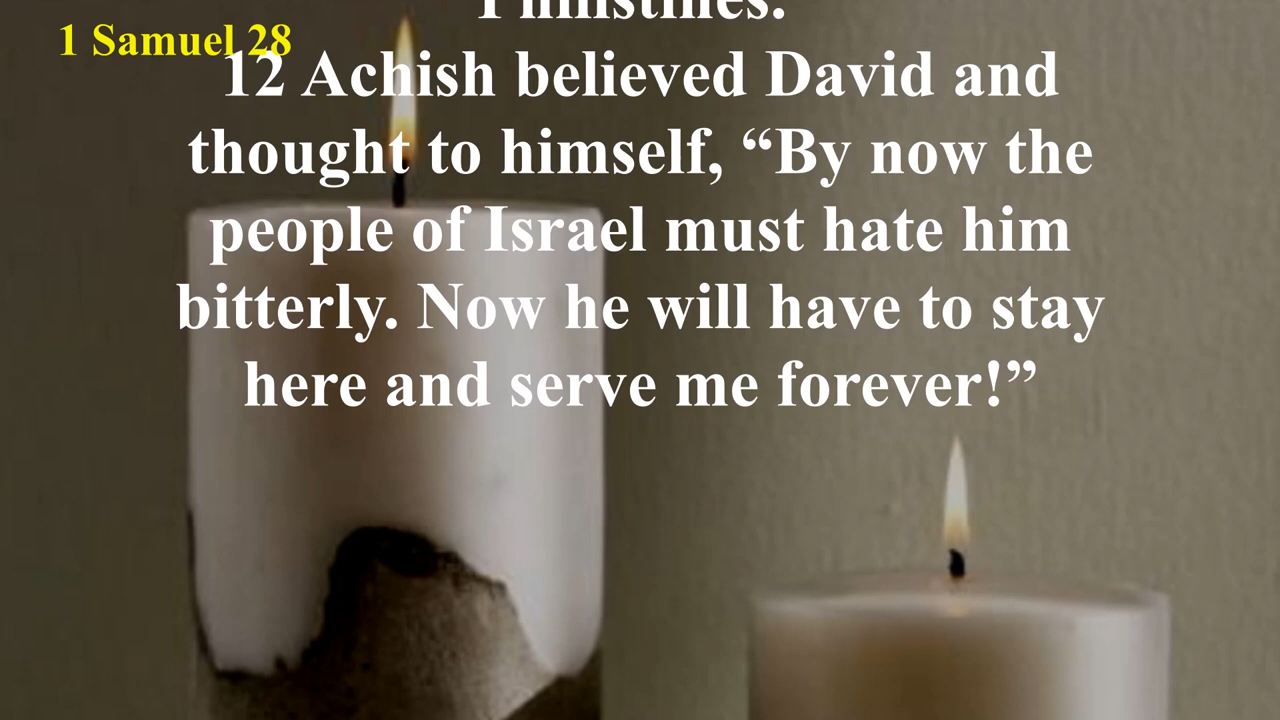 Philistines.
1 Samuel 28
12 Achish believed David and
thought to himself, “By now the
people of Israel must hate him
bitterly. Now he will have to stay
here and serve me forever!”